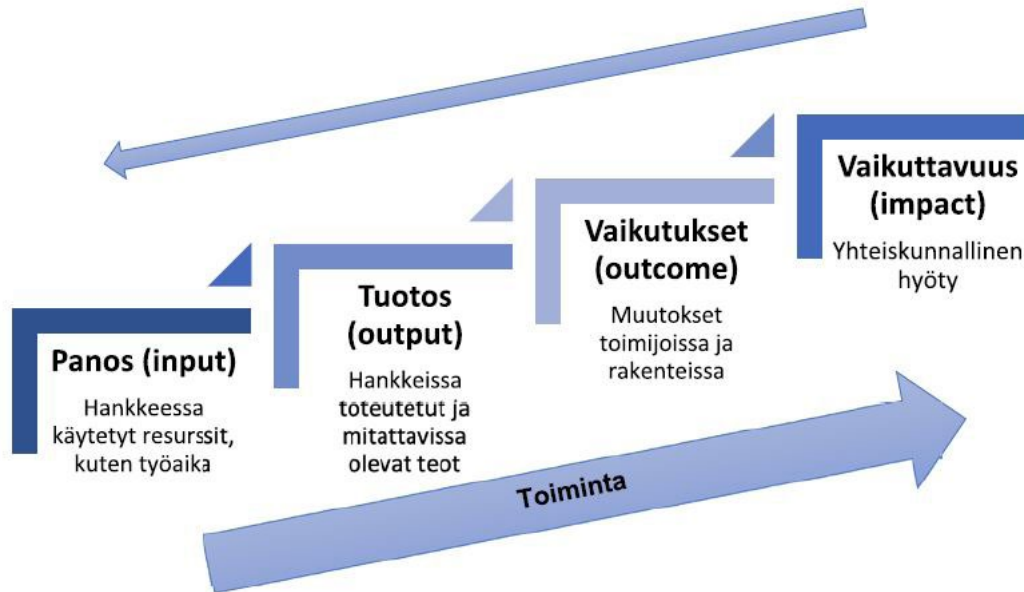 Panos (input)
Hankkeessa
käytetyt resurssit,
kuten työaika
Tuotos
(output)
Hankkeissa
toteutetut ja
mitattavissa
olevat teot
Vaikutukset
(outcome)
Muutokset
toimijoissa ja
rakenteissa
Vaikuttavuus
(impact)
Yhteiskunnallinen
hyöty
Toiminta